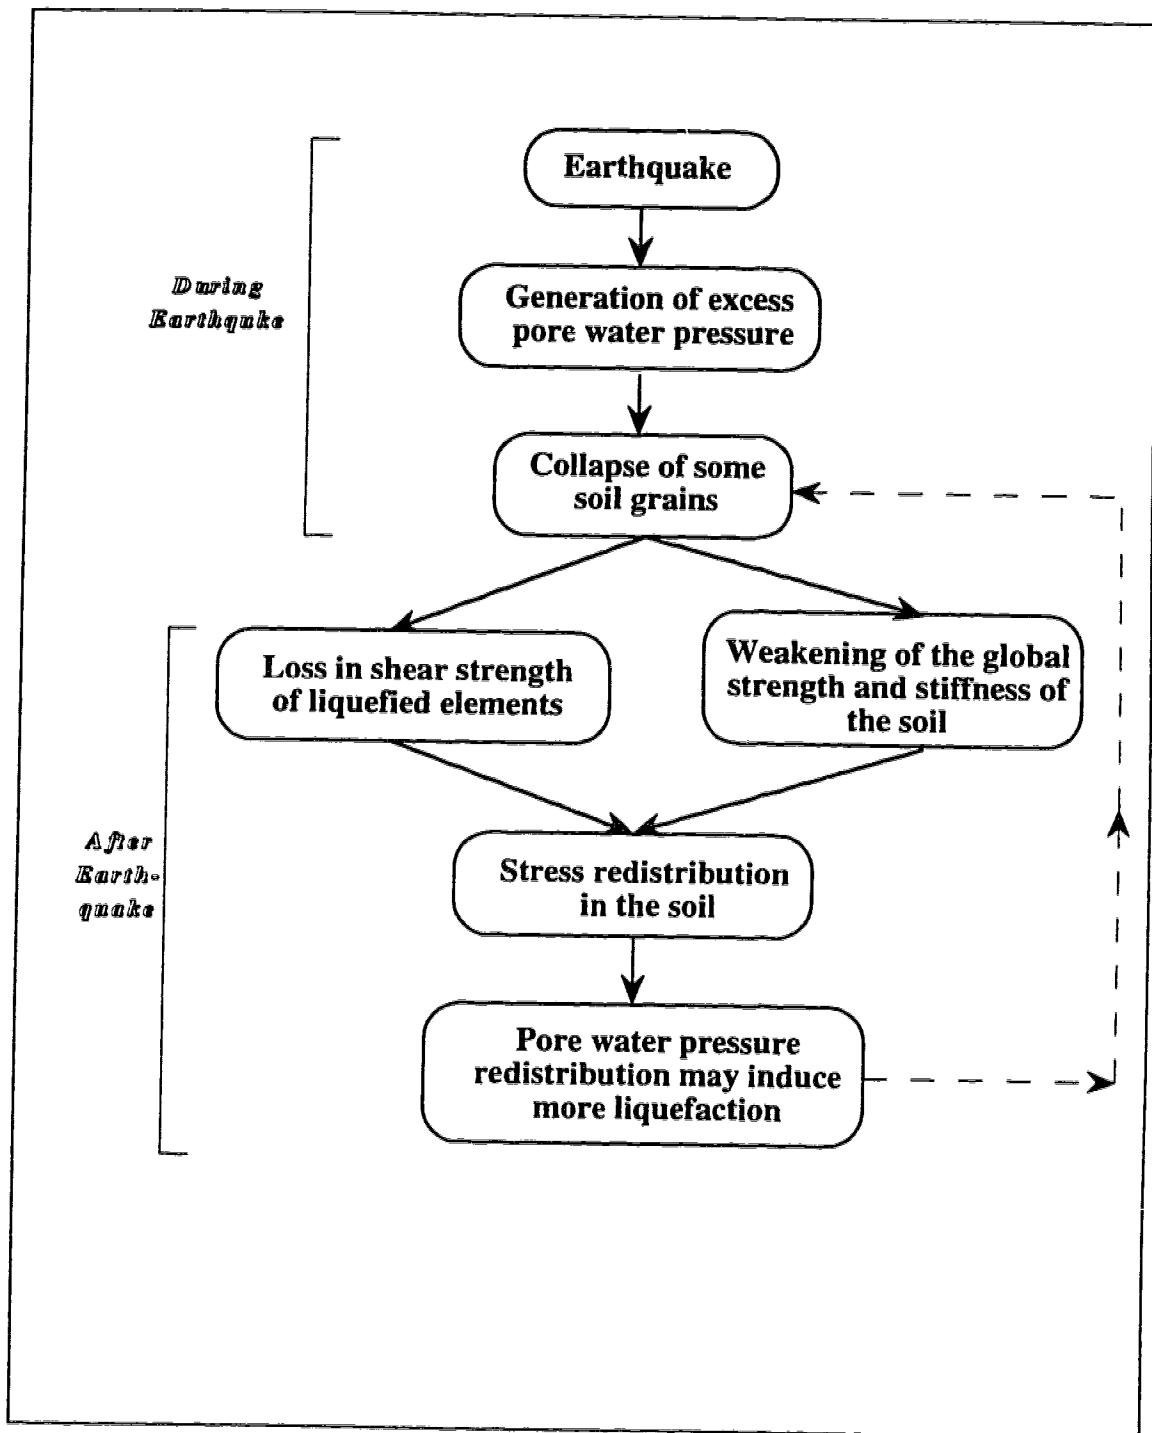 Earthquake
During
Earthquke
Generation of excess
pore water pressure
Collapse of some
soil grains
Loss in shear strength
of liquefied elements
Weakening of the global
strength and stiffness of
the soil
After
Earth-
quake
Stress redistribution
in the soil
Pore water pressure
redistribution may induce
more liquefaction